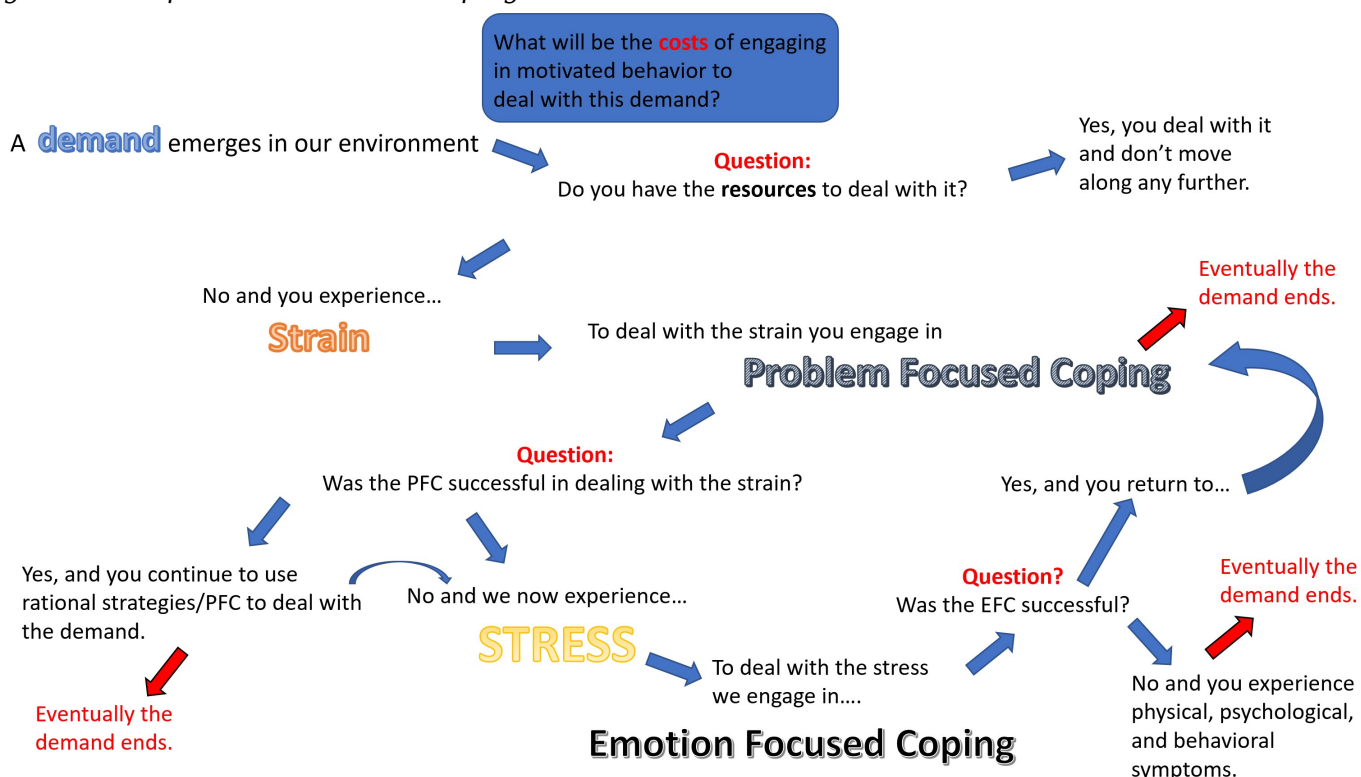 What will be the costs of engaging
in motivated behavior to
deal with this demand?
A demand emerges in our environment
Question:
Do you have the resources to deal with it?
Yes, you deal with it
and don’t move
along any further.
No and you experience…
Strain
To deal with the strain you engage in
Problem Focused Coping
Eventually the
demand ends.
Question:
Was the PFC successful in dealing with the strain?
Yes, and you continue to use
rational strategies/PFC to deal with
the demand.
Eventually the
demand ends.
No and we now experience…
STRESS
To deal with the stress
we engage in….
Emotion Focused Coping
Question?
Was the EFC successful?
Yes, and you return to…
No and you experience
physical, psychological,
and behavioral
symptoms.
Eventually the
demand ends.